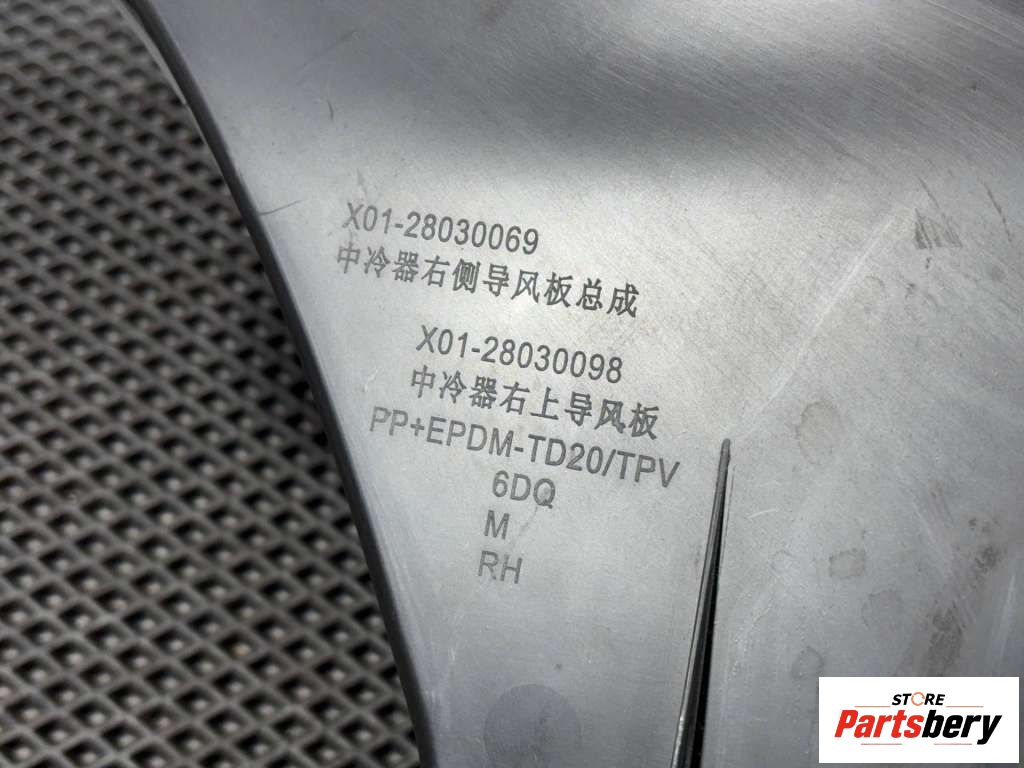 X01-28030069
中冷器右侧导风板总成
X01-28030098
中冷器右上导风板
PP+EPDM-TD20/TPV
6DQ
M
RH
STORE
Partsbery